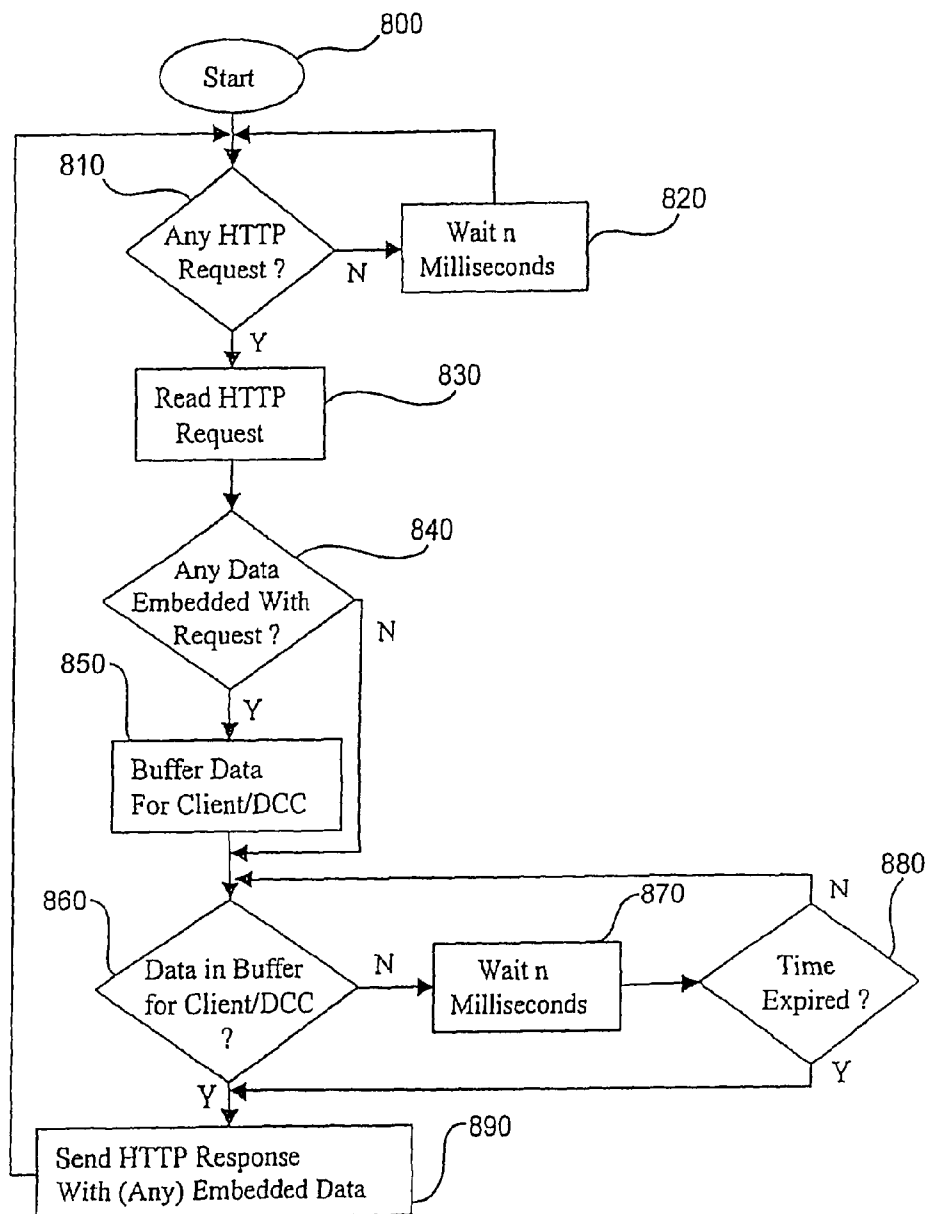 800
Start
810
Any HTTP
Request ?
N
Wait n
Milliseconds
820
Y
Read HTTP
Request
830
840
Any Data
Embedded With
Request ?
N
850
Y
Buffer Data
For Client/DCC
860
Data in Buffer
for Client/DCC
?
N
870
Wait n
Milliseconds
N
880
Time
Expired ?
Y
Y
890
Send HTTP Response
With (Any) Embedded Data